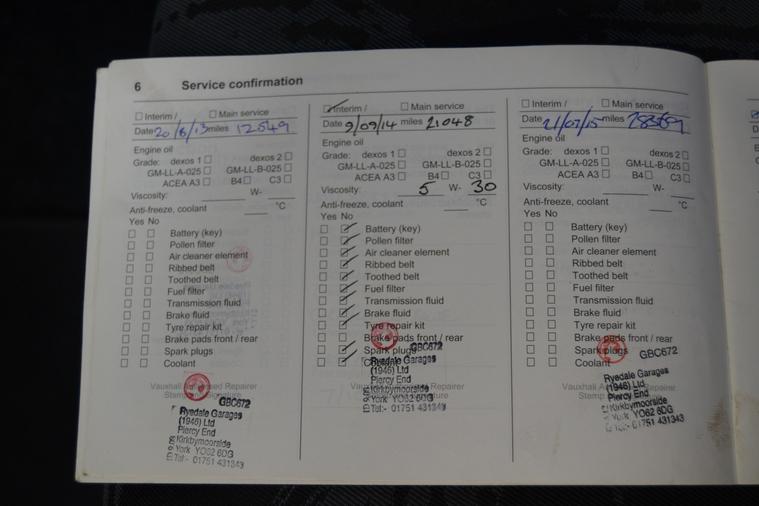 6 Service confirmation
Interim / Main service
Date 20/8/13 miles 12549
Engine oil
Grade: dexos 1 dexos 2
GM-LL-A-025 GM-LL-B-025
ACEA A3 B4 C3
Viscosity: W-
Anti-freeze, coolant °C
Yes No
Battery (key)
Pollen filter
Air cleaner element
Ribbed belt
Toothed belt
Fuel filter
Transmission fluid
Brake fluid
Tyre repair kit
Brake pads front / rear
Spark plugs
Coolant
Vauxhall Repairer
Stamp
GBC672
Ryedale Garages
(1946) Ltd
Piercy End
Kirkbymoorside
York YO62 6DG
Tel:- 01751 431343
Interim / Main service
Date 9/09/14 miles 21048
Engine oil
Grade: dexos 1 dexos 2
GM-LL-A-025 GM-LL-B-025
ACEA A3 B4 C3
Viscosity: 5 W- 30
Anti-freeze, coolant °C
Yes No
Battery (key)
Pollen filter
Air cleaner element
Ribbed belt
Toothed belt
Fuel filter
Transmission fluid
Brake fluid
Tyre repair kit
Brake pads front / rear
Spark plugs
GBC672
Ryedale Garages
(1946) Ltd
Piercy End
Vauxhall Repairer
Kirkbymoorside
York YO62 6DG
Tel:- 01751 431343
Interim / Main service
Date 21/07/15 miles
Engine oil
Grade: dexos 1 dexos 2
GM-LL-A-025 GM-LL-B-025
ACEA A3 B4 C3
Viscosity: W-
Anti-freeze, coolant °C
Yes No
Battery (key)
Pollen filter
Air cleaner element
Ribbed belt
Toothed belt
Fuel filter
Transmission fluid
Brake fluid
Tyre repair kit
Brake pads front / rear
Spark plugs
Coolant
GBC672
Ryedale Garages
(1946) Ltd
Piercy End
Vauxhall Repairer
Kirkbymoorside
York YO62 6DG
Tel:- 01751 431343